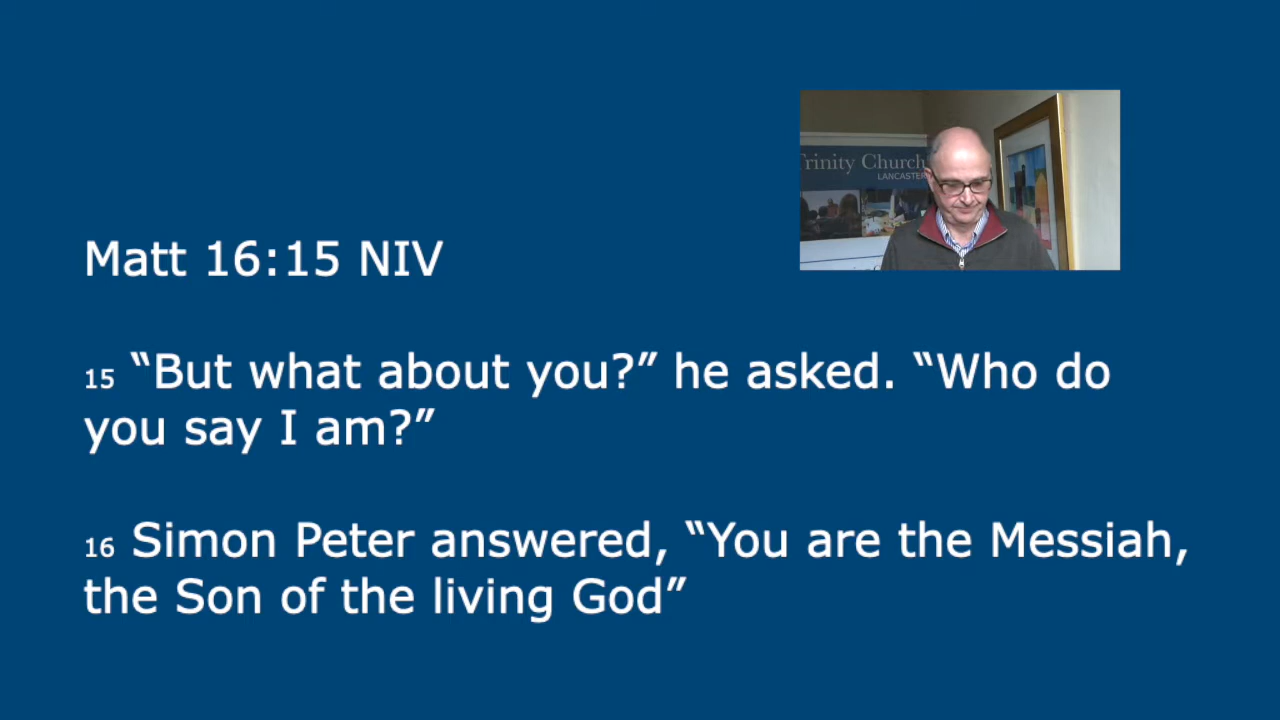 Trinity Church
LANCASTER
Matt 16:15 NIV
15 “But what about you?” he asked. “Who do
you say I am?”
16 Simon Peter answered, “You are the Messiah,
the Son of the living God”